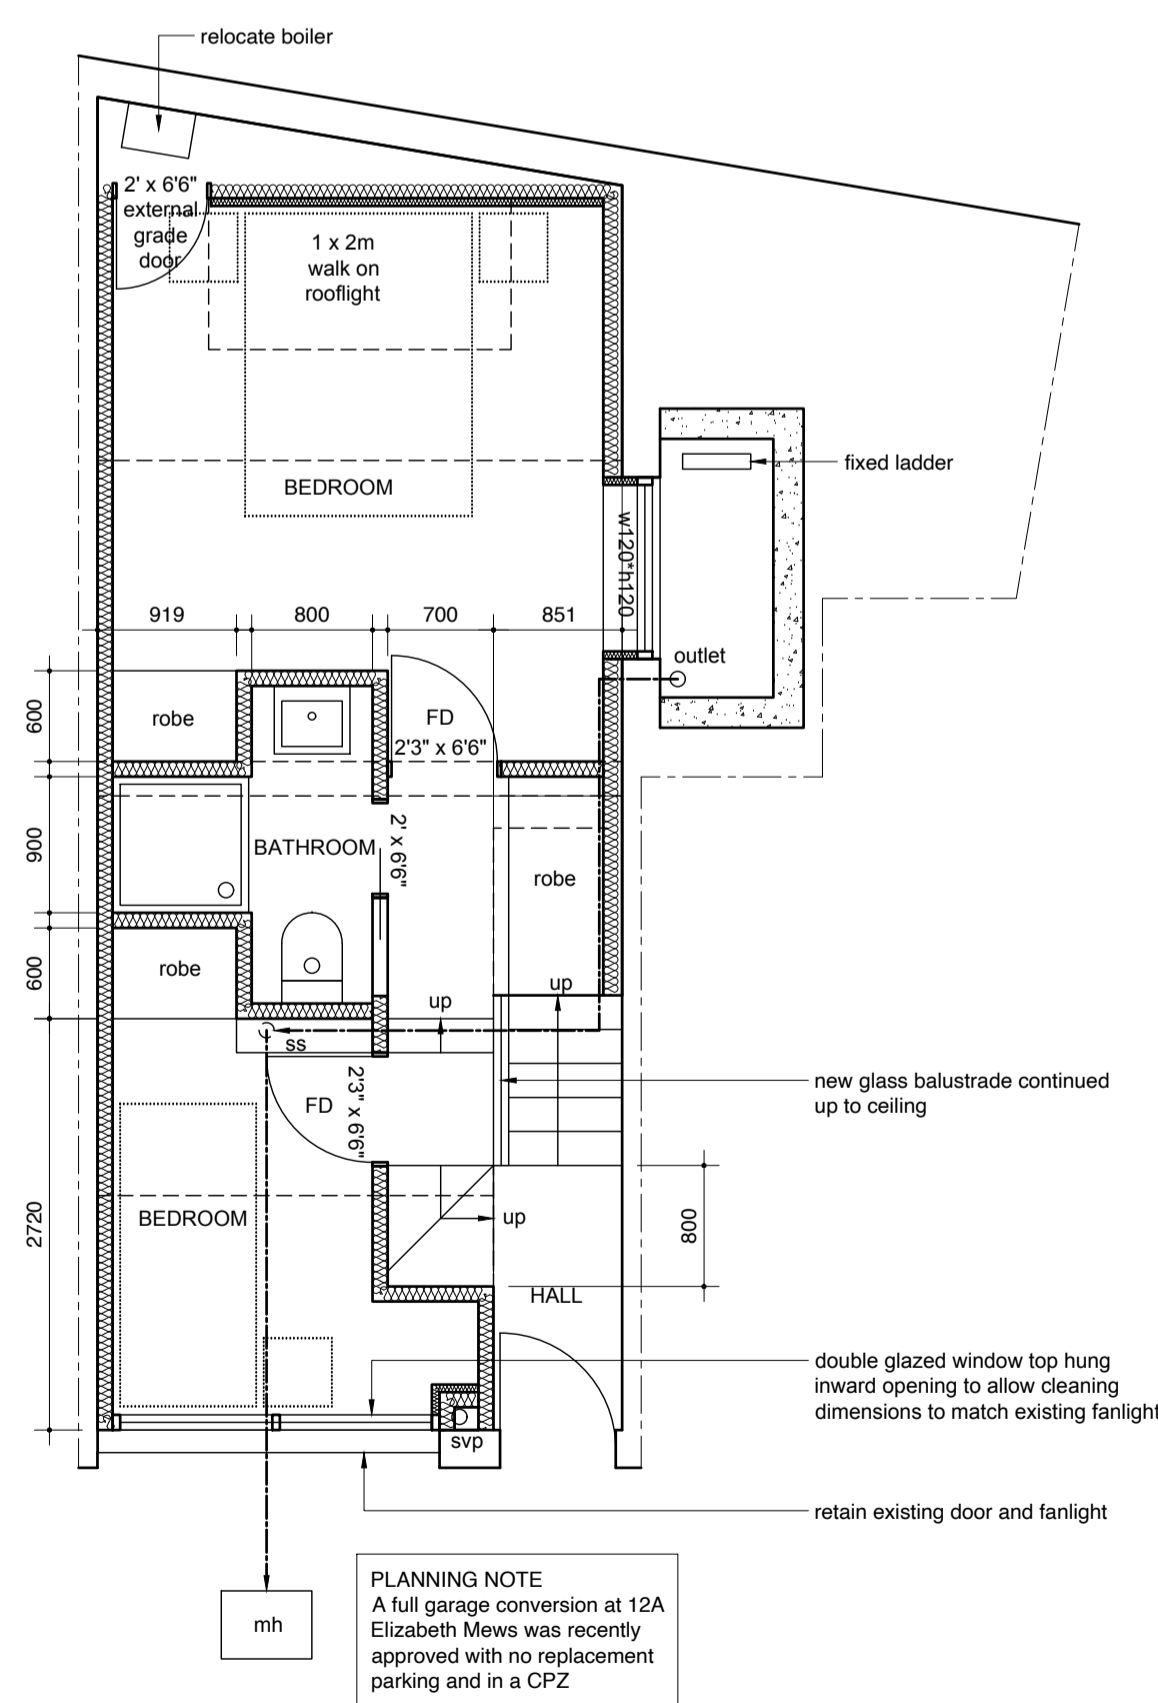 relocate boiler
2' x 6'6"
external
grade
door
1 x 2m
walk on
rooflight
fixed ladder
BEDROOM
w120*h120
919
800
700
851
outlet
600
robe
FD
2'3" x 6'6"
900
BATHROOM
2' x 6'6"
robe
600
robe
up
up
ss
FD
2'3" x 6'6"
new glass balustrade continued
up to ceiling
2720
BEDROOM
up
800
HALL
double glazed window top hung
inward opening to allow cleaning
dimensions to match existing fanlight
svp
retain existing door and fanlight
mh
PLANNING NOTE
A full garage conversion at 12A
Elizabeth Mews was recently
approved with no replacement
parking and in a CPZ